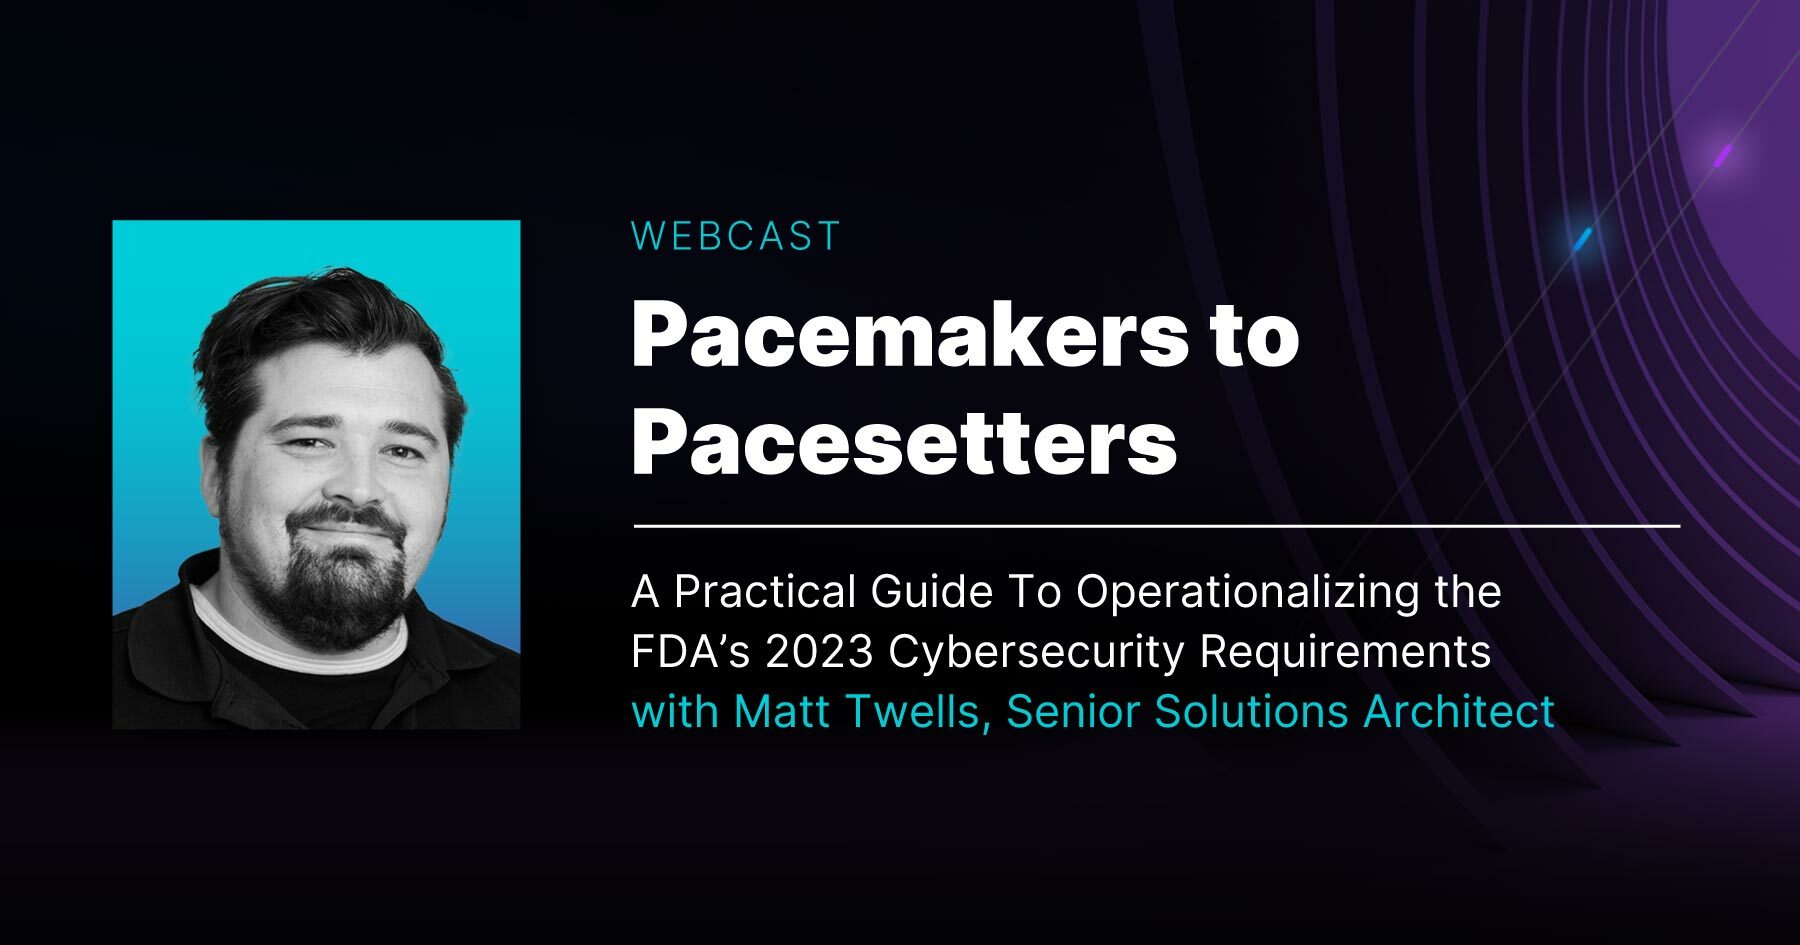 WEBCAST
Pacemakers to
Pacesetters
A Practical Guide To Operationalizing the
FDA’s 2023 Cybersecurity Requirements
with Matt Twells, Senior Solutions Architect